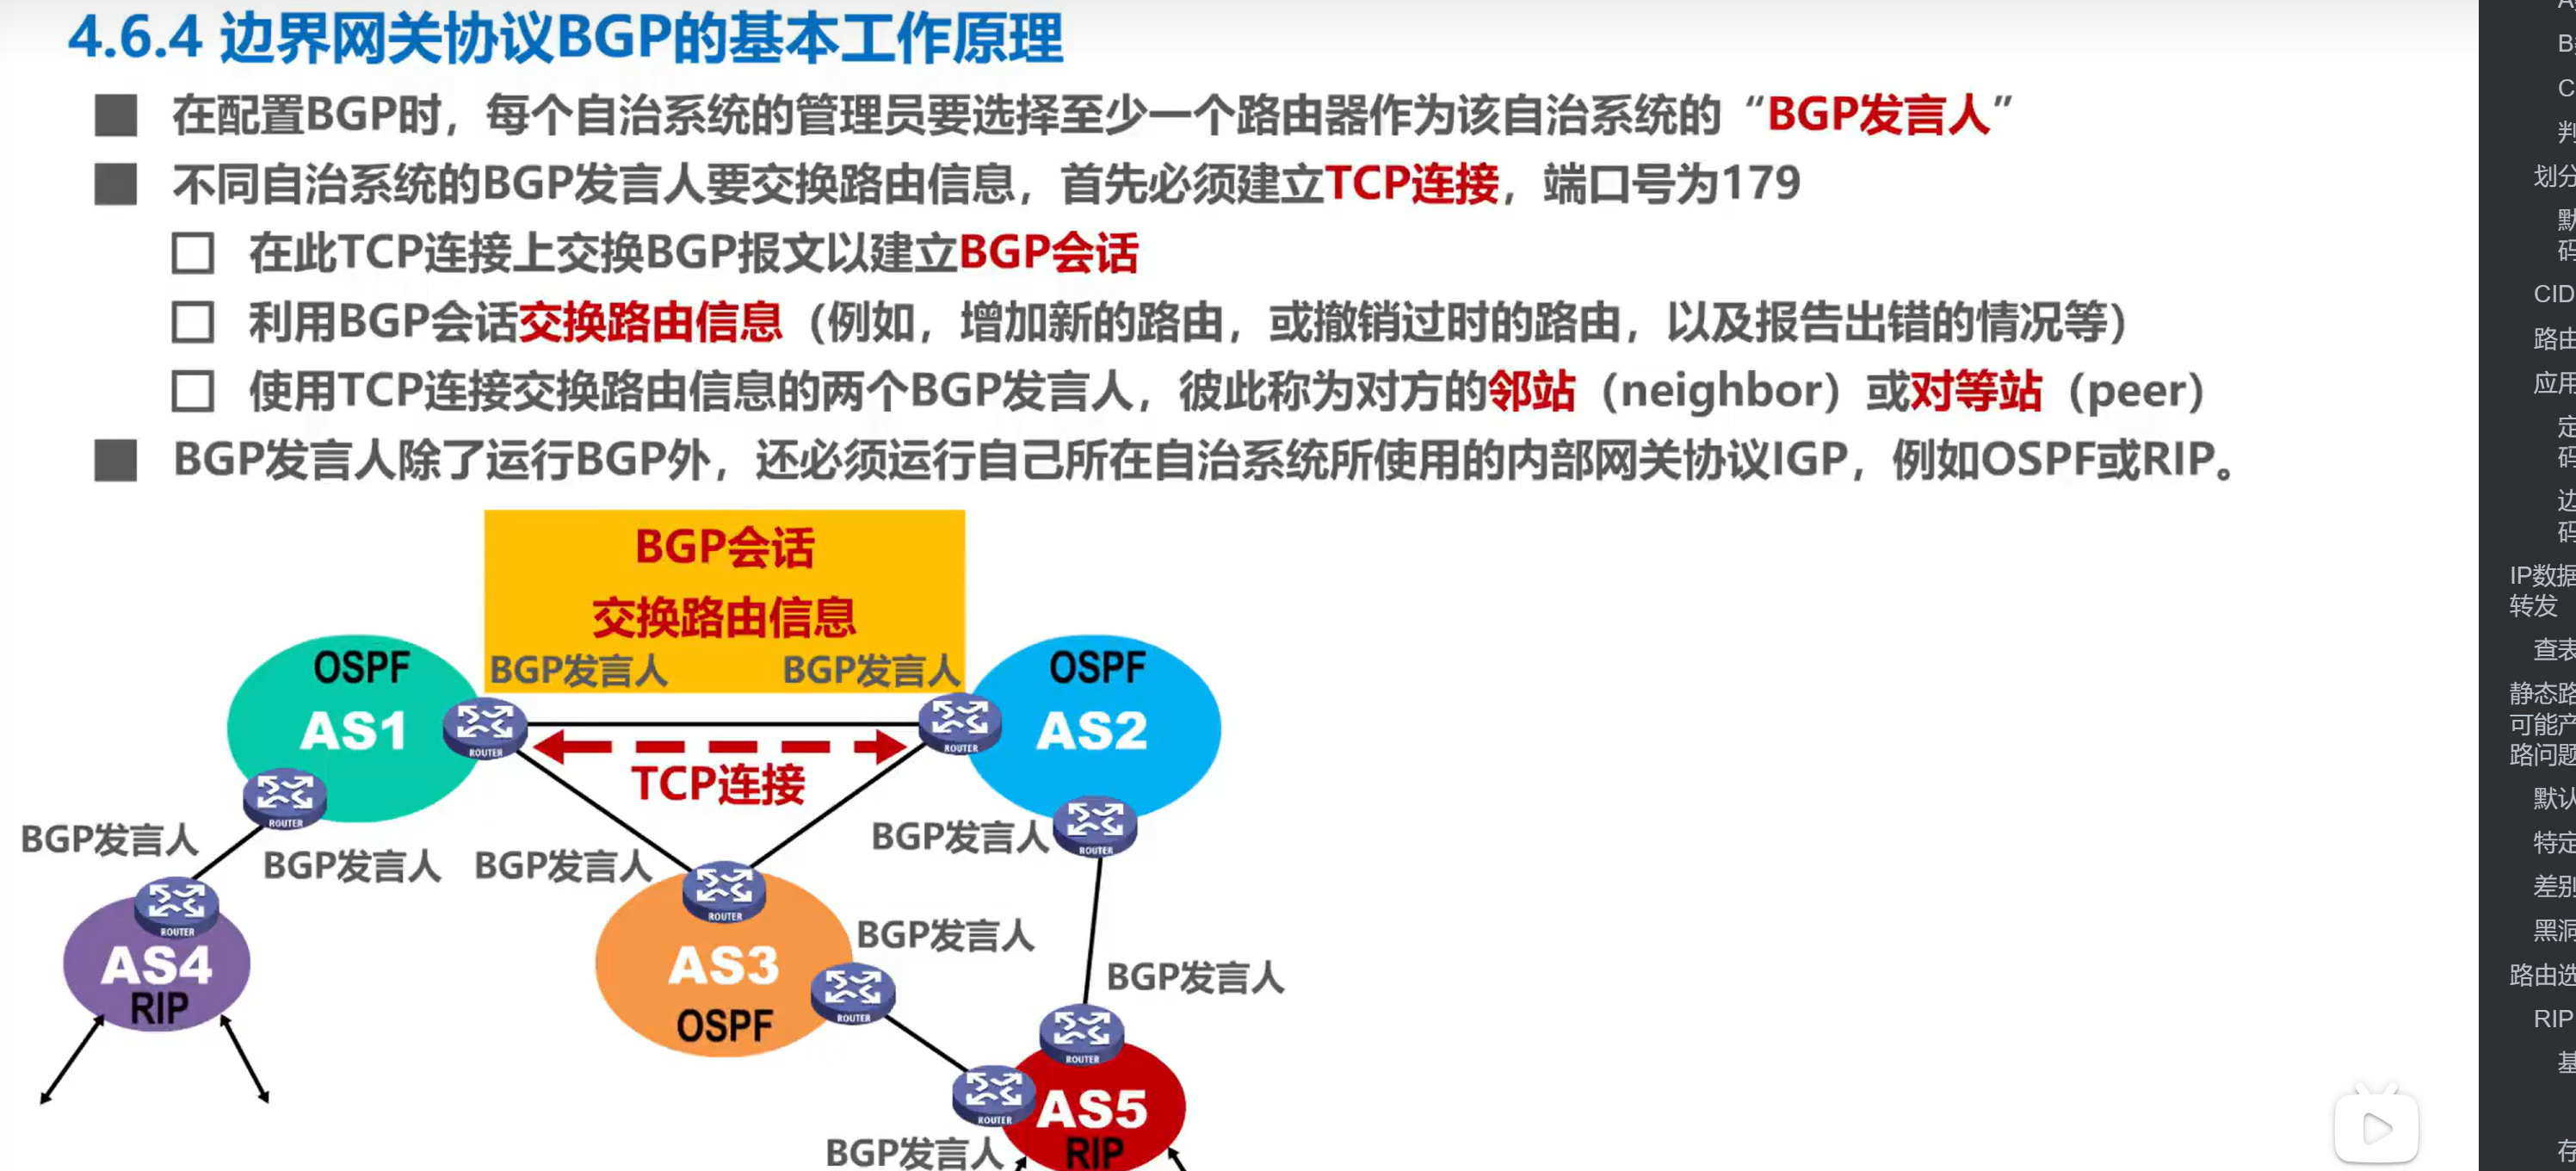 4.6.4 边界网关协议BGP的基本工作原理
在配置BGP时，每个自治系统的管理员要选择至少一个路由器作为该自治系统的“BGP发言人”
不同自治系统的BGP发言人要交换路由信息，首先必须建立TCP连接，端口号为179
在此TCP连接上交换BGP报文以建立BGP会话
利用BGP会话交换路由信息（例如，增加新的路由，或撤销过时的路由，以及报告出错的情况等）
使用TCP连接交换路由信息的两个BGP发言人，彼此称为对方的邻站（neighbor）或对等站（peer）
BGP发言人除了运行BGP外，还必须运行自己所在自治系统所使用的内部网关协议IGP，例如OSPF或RIP。
BGP会话
交换路由信息
BGP发言人
BGP发言人
OSPF
AS1
ROUTER
ROUTER
OSPF
AS2
ROUTER
ROUTER
TCP连接
BGP发言人
BGP发言人
BGP发言人
BGP发言人
ROUTER
AS4
RIP
ROUTER
AS3
OSPF
BGP发言人
ROUTER
BGP发言人
ROUTER
ROUTER
AS5
RIP
BGP发言人
B
C
划分
CID
路由
应用
IP数据
转发
查表
静态路
可能产
路问题
默认
特定
差别
黑洞
路由选
RIP
基
存